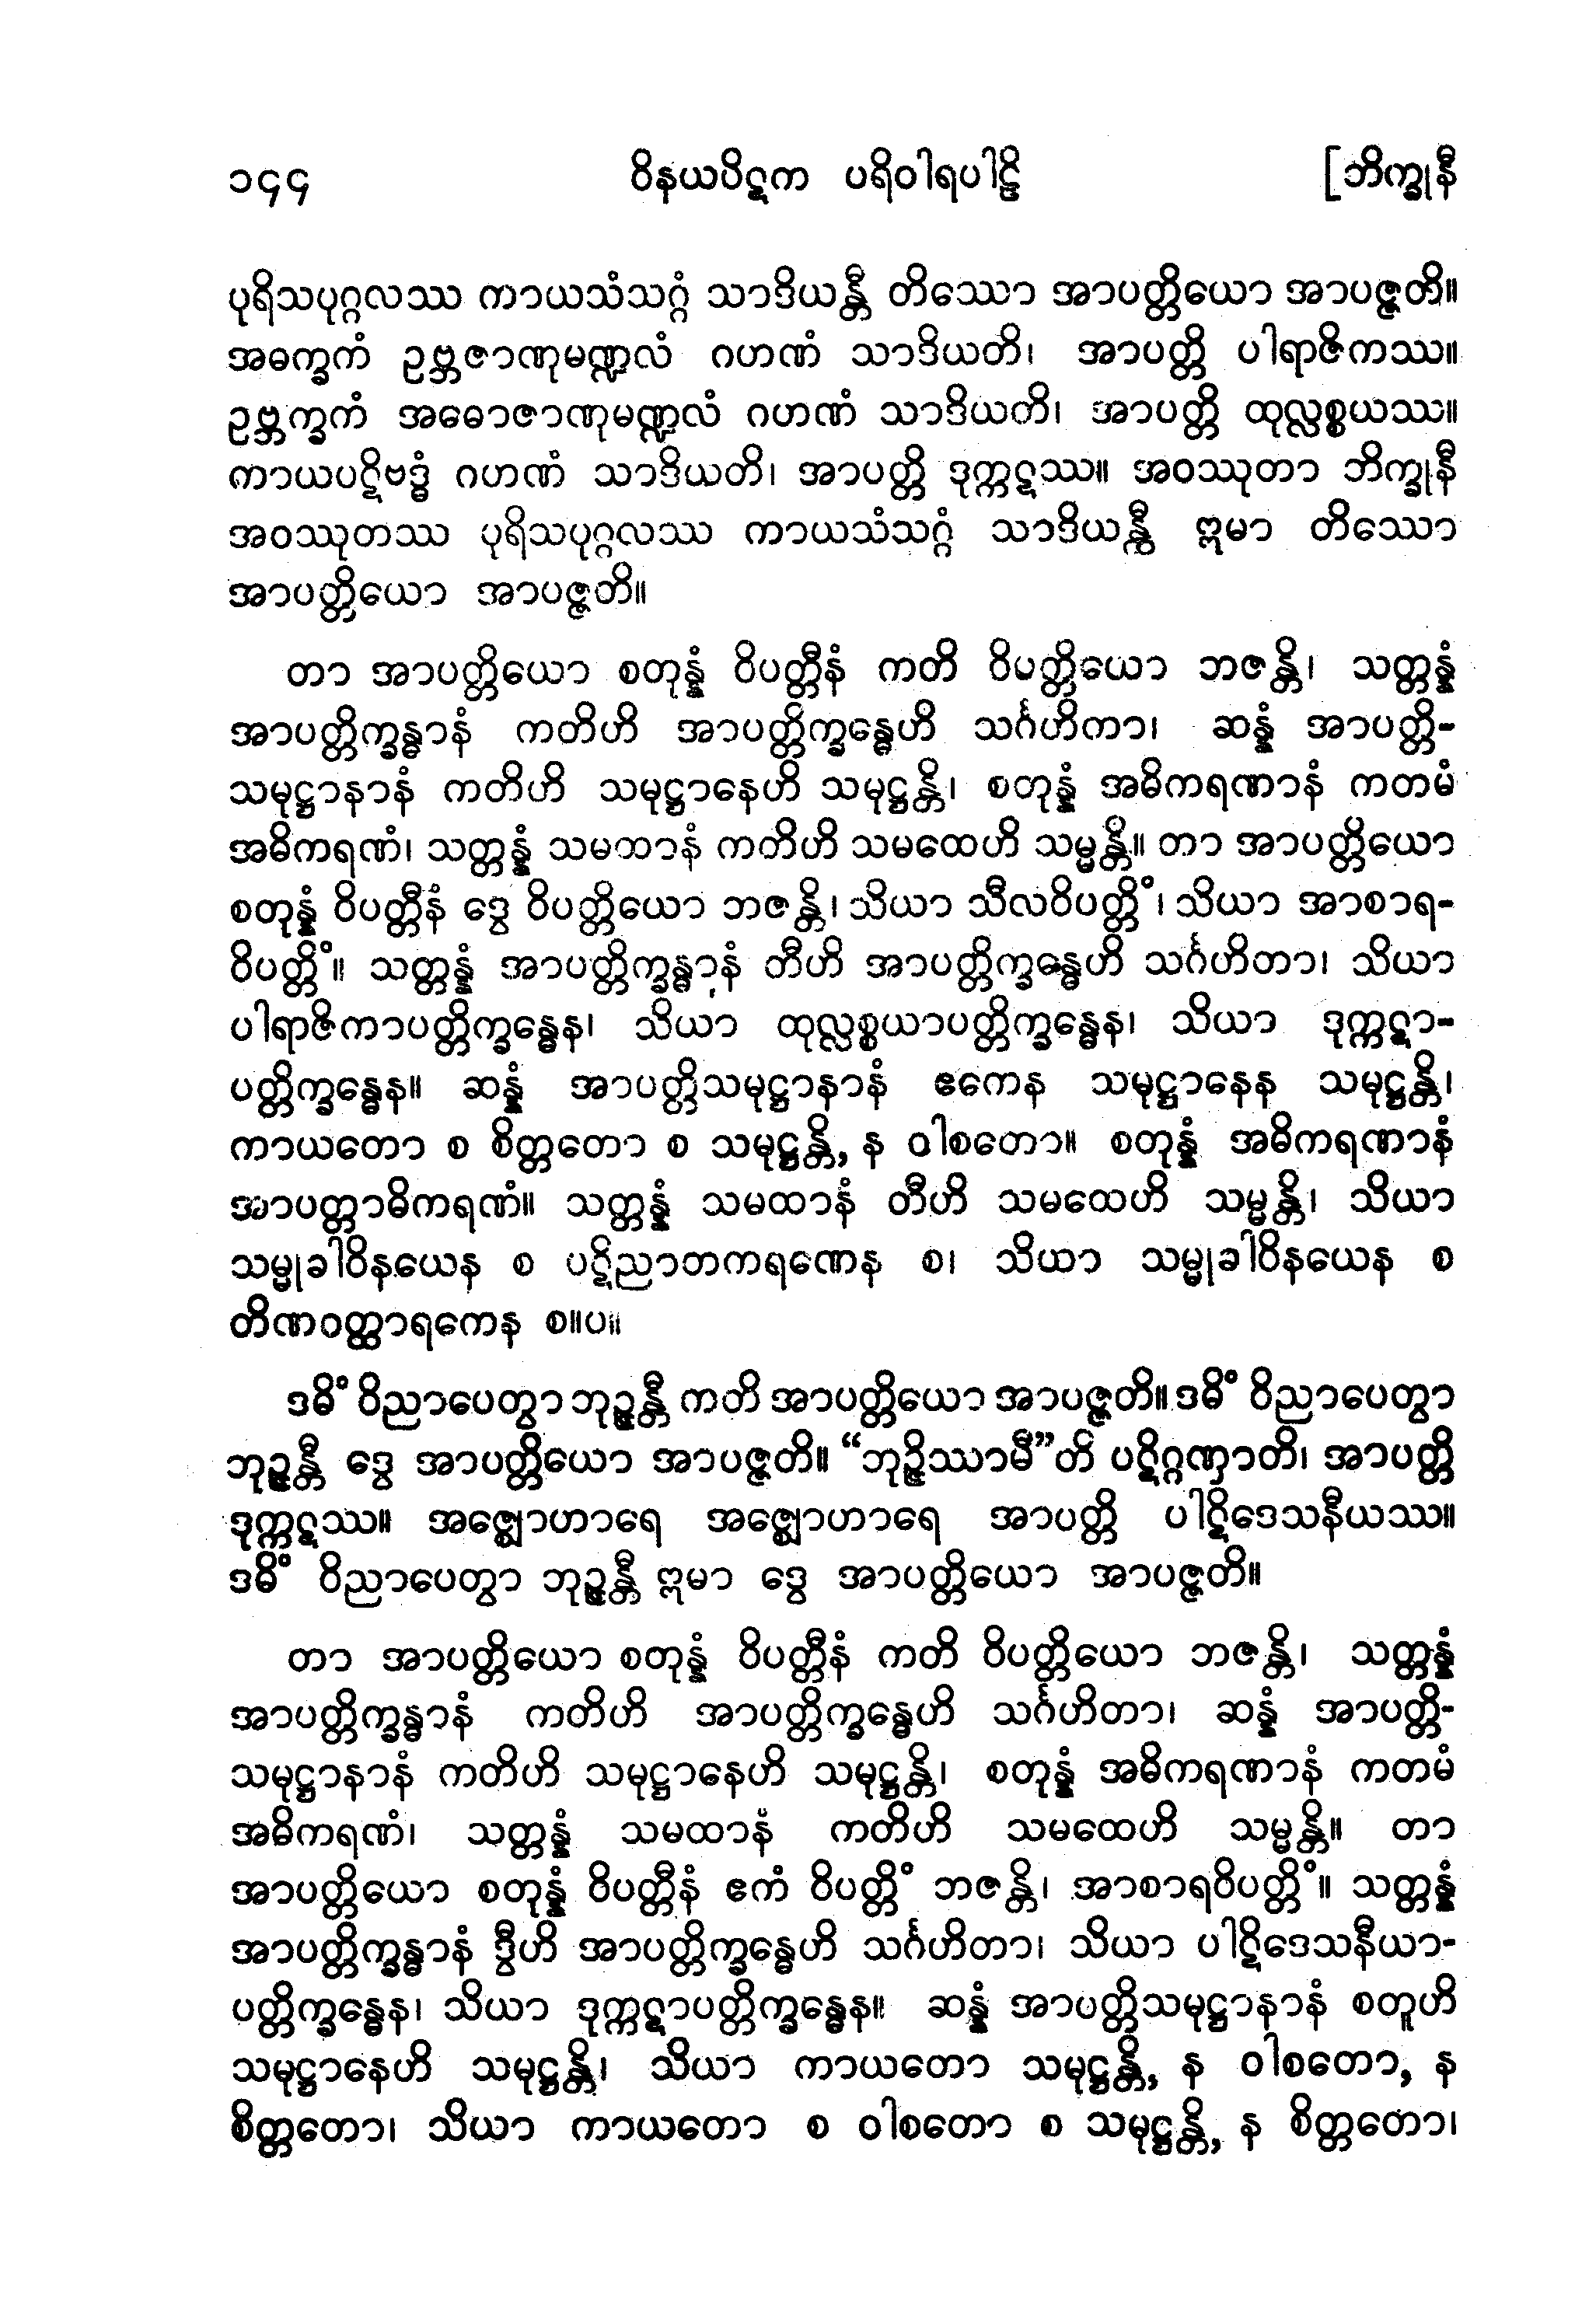 ၁၄၄ ဝိနယပိဋက ပရိဝါရပါဠိ [ဘိက္ခုနီ
ပုရိသပုဂ္ဂလဿ ကာယသံသဂ္ဂံ သာဒိယန္တီ တိဿော အာပတ္တိယော အာပဇ္ဇတိ။
အဓက္ခကံ ဥဗ္ဘဇာဏုမဏ္ဍလံ ဂဟဏံ သာဒိယတိ၊ အာပတ္တိ ပါရာဇိကဿ။
ဥဗ္ဘက္ခကံ အဓောဇာဏုမဏ္ဍလံ ဂဟဏံ သာဒိယတိ၊ အာပတ္တိ ထုလ္လစ္စယဿ။
ကာယပဋိဗဒ္ဓံ ဂဟဏံ သာဒိယတိ၊ အာပတ္တိ ဒုက္ကဋဿ။ အဝဿုတာ ဘိက္ခုနီ
အဝဿုတဿ ပုရိသပုဂ္ဂလဿ ကာယသံသဂ္ဂံ သာဒိယန္တီ ဣမာ တိဿော
အာပတ္တိယော အာပဇ္ဇတိ။
တာ အာပတ္တိယော စတုန္နံ ဝိပတ္တီနံ ကတိ ဝိပတ္တိယော ဘဇန္တိ၊ သတ္တန္နံ
အာပတ္တိက္ခန္ဓာနံ ကတိဟိ အာပတ္တိက္ခန္ဓေဟိ သင်္ဂဟိကာ၊ ဆန္နံ အာပတ္တိ-
သမုဋ္ဌာနာနံ ကတိဟိ သမုဋ္ဌာနေဟိ သမုဋ္ဌန္တိ၊ စတုန္နံ အဓိကရဏာနံ ကတမံ
အဓိကရဏံ၊ သတ္တန္နံ သမထာနံ ကတိဟိ သမထေဟိ သမ္မန္တိ။ တာ အာပတ္တိယော
စတုန္နံ ဝိပတ္တီနံ ဒွေ ဝိပတ္တိယော ဘဇန္တိ၊ သိယာ သီလဝိပတ္တိံ၊ သိယာ အာစာရ-
ဝိပတ္တိံ။ သတ္တန္နံ အာပတ္တိက္ခန္ဓာနံ တီဟိ အာပတ္တိက္ခန္ဓေဟိ သင်္ဂဟိတာ၊ သိယာ
ပါရာဇိကာပတ္တိက္ခန္ဓေန၊ သိယာ ထုလ္လစ္စယာပတ္တိက္ခန္ဓေန၊ သိယာ ဒုက္ကဋာ-
ပတ္တိက္ခန္ဓေန။ ဆန္နံ အာပတ္တိသမုဋ္ဌာနာနံ ဧကေန သမုဋ္ဌာနေန သမုဋ္ဌန္တိ၊
ကာယတော စ စိတ္တတော စ သမုဋ္ဌန္တိ, န ဝါစတော။ စတုန္နံ အဓိကရဏာနံ
အာပတ္တာဓိကရဏံ။ သတ္တန္နံ သမထာနံ တီဟိ သမထေဟိ သမ္မန္တိ၊ သိယာ
သမ္မုခါဝိနယေန စ ပဋိညာတကရဏေန စ၊ သိယာ သမ္မုခါဝိနယေန စ
တိဏဝတ္ထာရကေန စ။ပ။
ဒဓိံ ဝိညာပေတွာ ဘုဉ္ဇန္တီ ကတိ အာပတ္တိယော အာပဇ္ဇတိ။ ဒဓိံ ဝိညာပေတွာ
ဘုဉ္ဇန္တီ ဒွေ အာပတ္တိယော အာပဇ္ဇတိ။ “ဘုဉ္ဇိဿာမီ”တိ ပဋိဂ္ဂဏှာတိ၊ အာပတ္တိ
ဒုက္ကဋဿ။ အဇ္ဈောဟာရေ အဇ္ဈောဟာရေ အာပတ္တိ ပါဋိဒေသနီယဿ။
ဒဓိံ ဝိညာပေတွာ ဘုဉ္ဇန္တီ ဣမာ ဒွေ အာပတ္တိယော အာပဇ္ဇတိ။
တာ အာပတ္တိယော စတုန္နံ ဝိပတ္တီနံ ကတိ ဝိပတ္တိယော ဘဇန္တိ၊ သတ္တန္နံ
အာပတ္တိက္ခန္ဓာနံ ကတိဟိ အာပတ္တိက္ခန္ဓေဟိ သင်္ဂဟိတာ၊ ဆန္နံ အာပတ္တိ-
သမုဋ္ဌာနာနံ ကတိဟိ သမုဋ္ဌာနေဟိ သမုဋ္ဌန္တိ၊ စတုန္နံ အဓိကရဏာနံ ကတမံ
အဓိကရဏံ၊ သတ္တန္နံ သမထာနံ ကတိဟိ သမထေဟိ သမ္မန္တိ။ တာ
အာပတ္တိယော စတုန္နံ ဝိပတ္တီနံ ဧကံ ဝိပတ္တိံ ဘဇန္တိ၊ အာစာရဝိပတ္တိံ။ သတ္တန္နံ
အာပတ္တိက္ခန္ဓာနံ ဒွီဟိ အာပတ္တိက္ခန္ဓေဟိ သင်္ဂဟိတာ၊ သိယာ ပါဋိဒေသနီယာ-
ပတ္တိက္ခန္ဓေန၊ သိယာ ဒုက္ကဋာပတ္တိက္ခန္ဓေန။ ဆန္နံ အာပတ္တိသမုဋ္ဌာနာနံ စတူဟိ
သမုဋ္ဌာနေဟိ သမုဋ္ဌန္တိ၊ သိယာ ကာယတော သမုဋ္ဌန္တိ, န ဝါစတော, န
စိတ္တတော၊ သိယာ ကာယတော စ ဝါစတော စ သမုဋ္ဌန္တိ, န စိတ္တတော၊